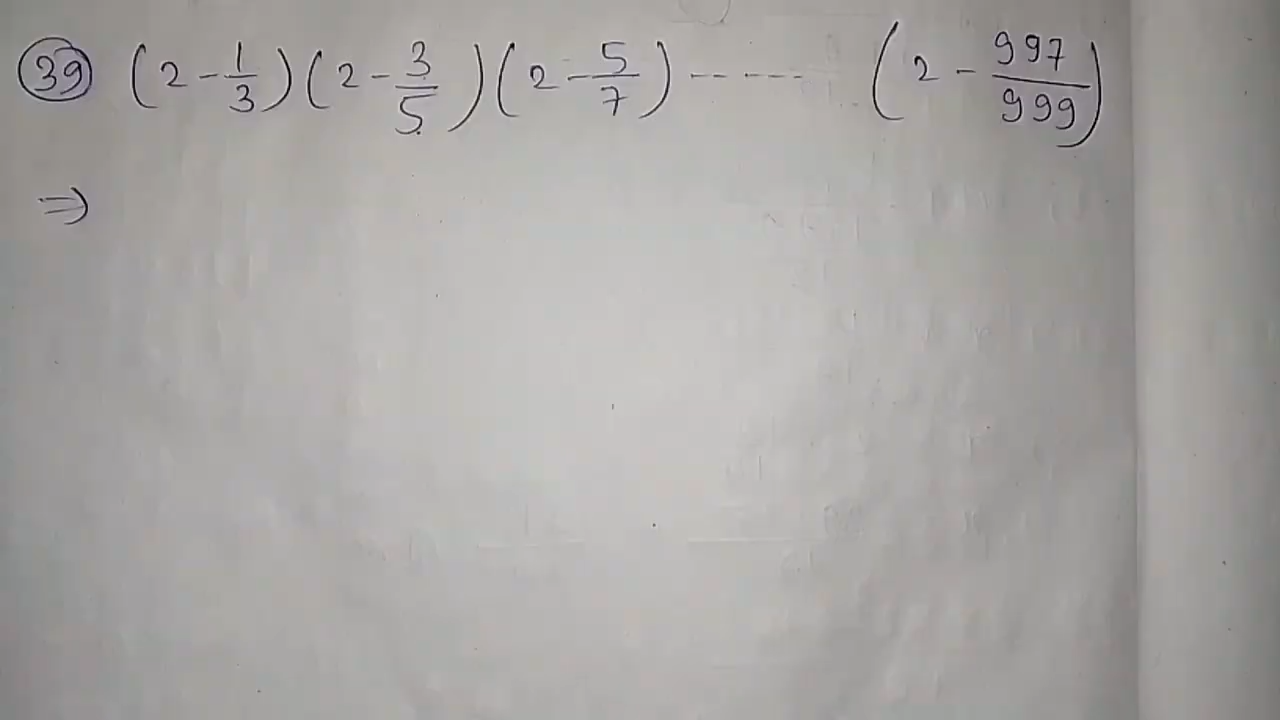 39 (2 - 1/3) (2 - 3/5) (2 - 5/7) ------- (2 - 997/999)
⇒